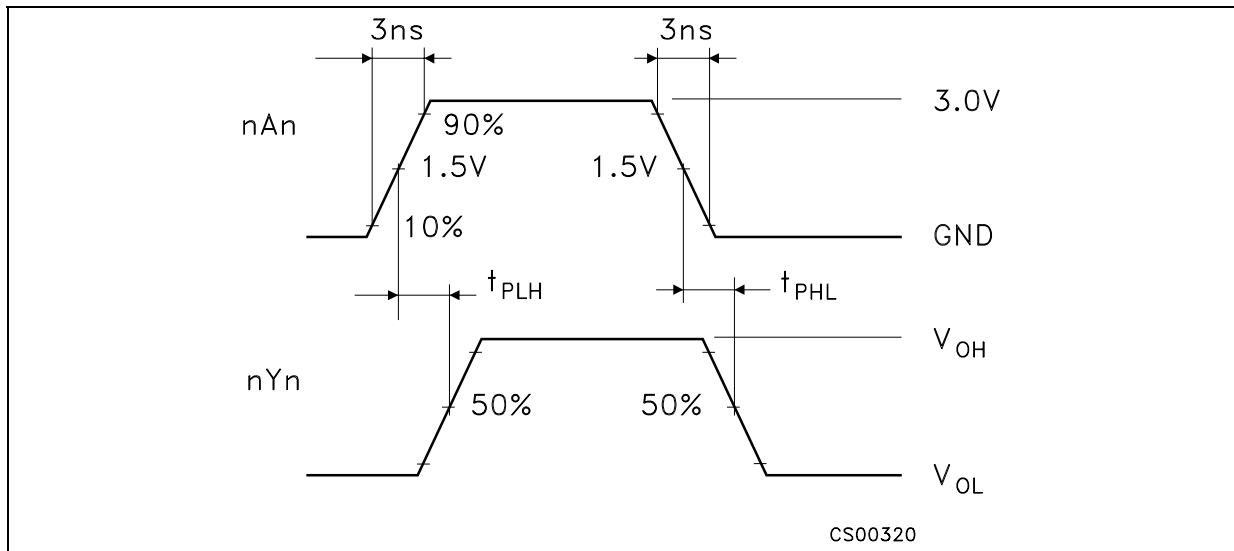 3ns 3ns
3.0V
nAn
90%
1.5V 1.5V
10%
GND
tPLH tPHL
VOH
nYn
50% 50%
VOL
CS00320